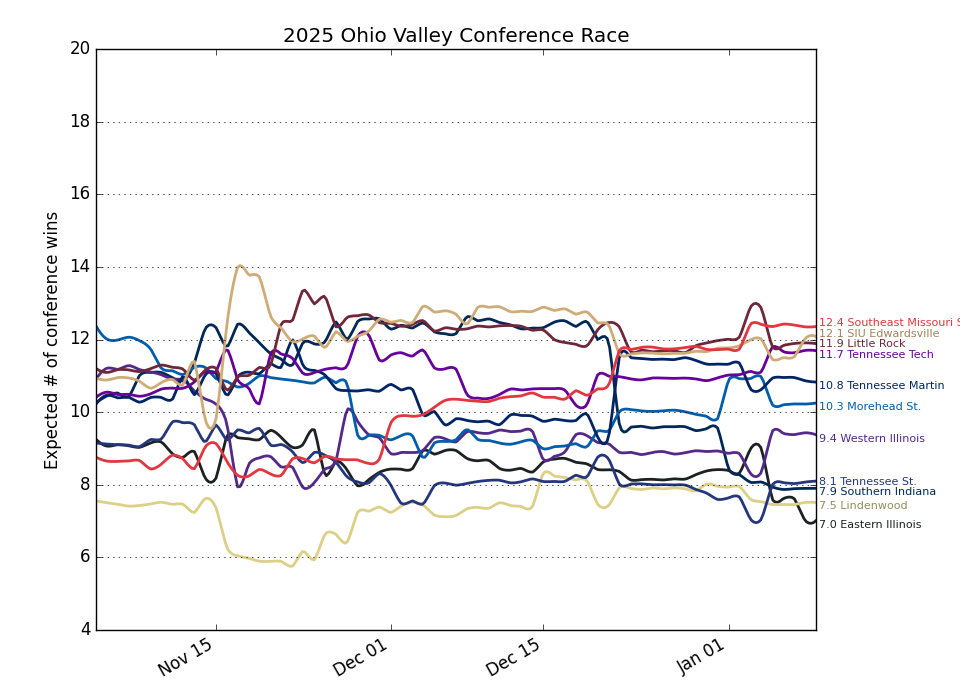 2025 Ohio Valley Conference Race
Expected # of conference wins
20
18
16
14
12
10
8
6
4
Nov 15
Dec 01
Dec 15
Jan 01
12.4 Southeast Missouri S
12.1 SIU Edwardsville
11.9 Little Rock
11.7 Tennessee Tech
10.8 Tennessee Martin
10.3 Morehead St.
9.4 Western Illinois
8.1 Tennessee St.
7.9 Southern Indiana
7.5 Lindenwood
7.0 Eastern Illinois